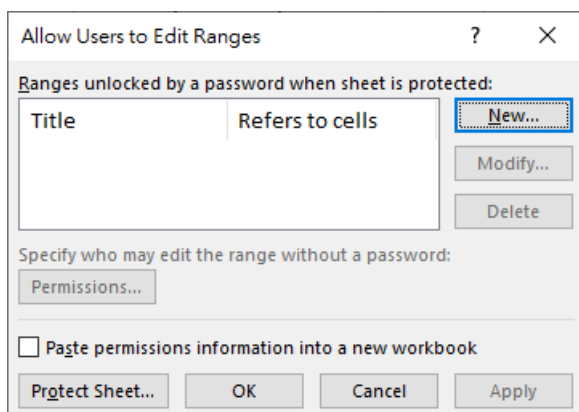 Allow Users to Edit Ranges ? ×
Ranges unlocked by a password when sheet is protected:
Title Refers to cells New...
Modify...
Delete
Specify who may edit the range without a password:
Permissions...
Paste permissions information into a new workbook
Protect Sheet... OK Cancel Apply